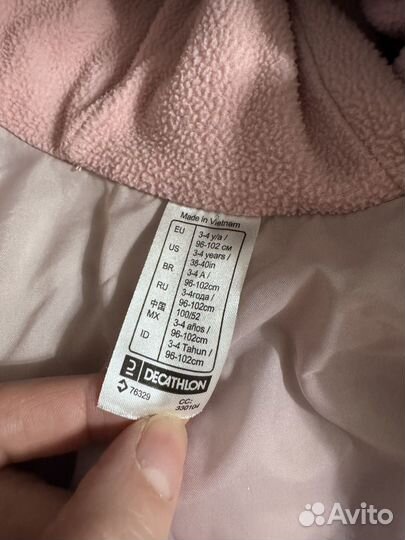 Made in Vietnam
EU 3-4 y/a / 96-102 см
US 3-4 years / 38-40in
BR 3-4 A / 96-102cm
RU 3-4года / 96-102cm
中国 100/52
MX 3-4 años / 96-102cm
ID 3-4 Tahun / 96-102cm
DECATHLON
76329 CC: 330104
Avito